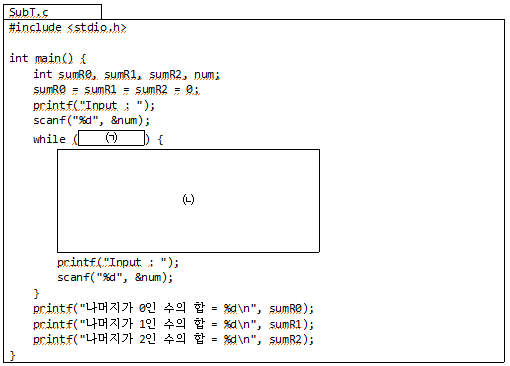 SubT.c
#include <stdio.h>
int main() {
int sumR0, sumR1, sumR2, num;
sumR0 = sumR1 = sumR2 = 0;
printf("Input : ");
scanf("%d", &num);
while ( (ㄱ) ) {
(ㄴ)
printf("Input : ");
scanf("%d", &num);
}
printf("나머지가 0인 수의 합 = %d\n", sumR0);
printf("나머지가 1인 수의 합 = %d\n", sumR1);
printf("나머지가 2인 수의 합 = %d\n", sumR2);
}